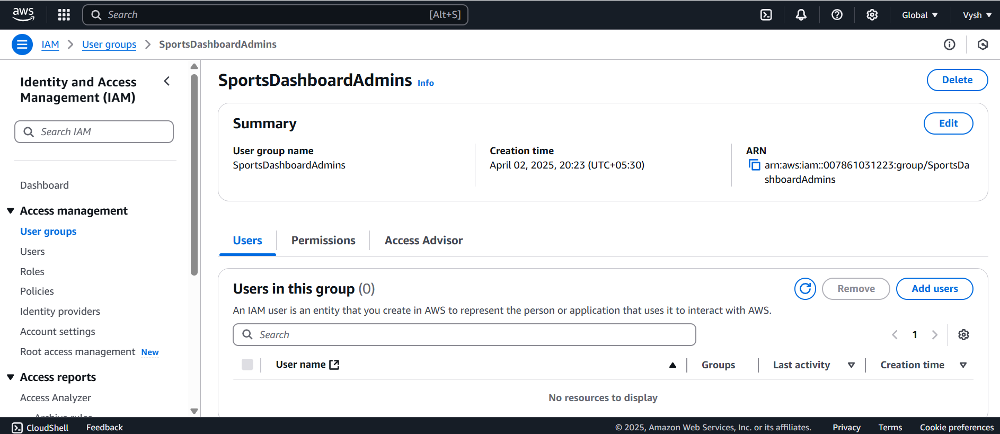 aws
Search [Alt+S]
Global Vysh
IAM User groups SportsDashboardAdmins
Identity and Access
Management (IAM)
Search IAM
Dashboard
Access management
User groups
Users
Roles
Policies
Identity providers
Account settings
Root access management New
Access reports
Access Analyzer
Archive rules
SportsDashboardAdmins Info
Delete
Summary
Edit
User group name
SportsDashboardAdmins
Creation time
April 02, 2025, 20:23 (UTC+05:30)
ARN
arn:aws:iam::007861031223:group/SportsDa
shboardAdmins
Users Permissions Access Advisor
Users in this group (0)
Remove Add users
An IAM user is an entity that you create in AWS to represent the person or application that uses it to interact with AWS.
Search
1
User name Groups Last activity Creation time
No resources to display
CloudShell Feedback © 2025, Amazon Web Services, Inc. or its affiliates. Privacy Terms Cookie preferences